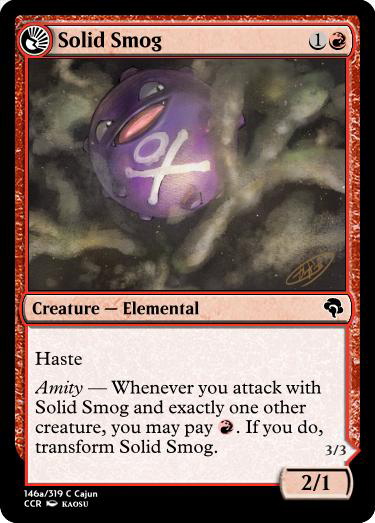 Solid Smog 1
Creature — Elemental
Haste
Amity — Whenever you attack with
Solid Smog and exactly one other
creature, you may pay . If you do,
transform Solid Smog.
3/3
2/1
146a/319 C Cajun
CCR KAOSU